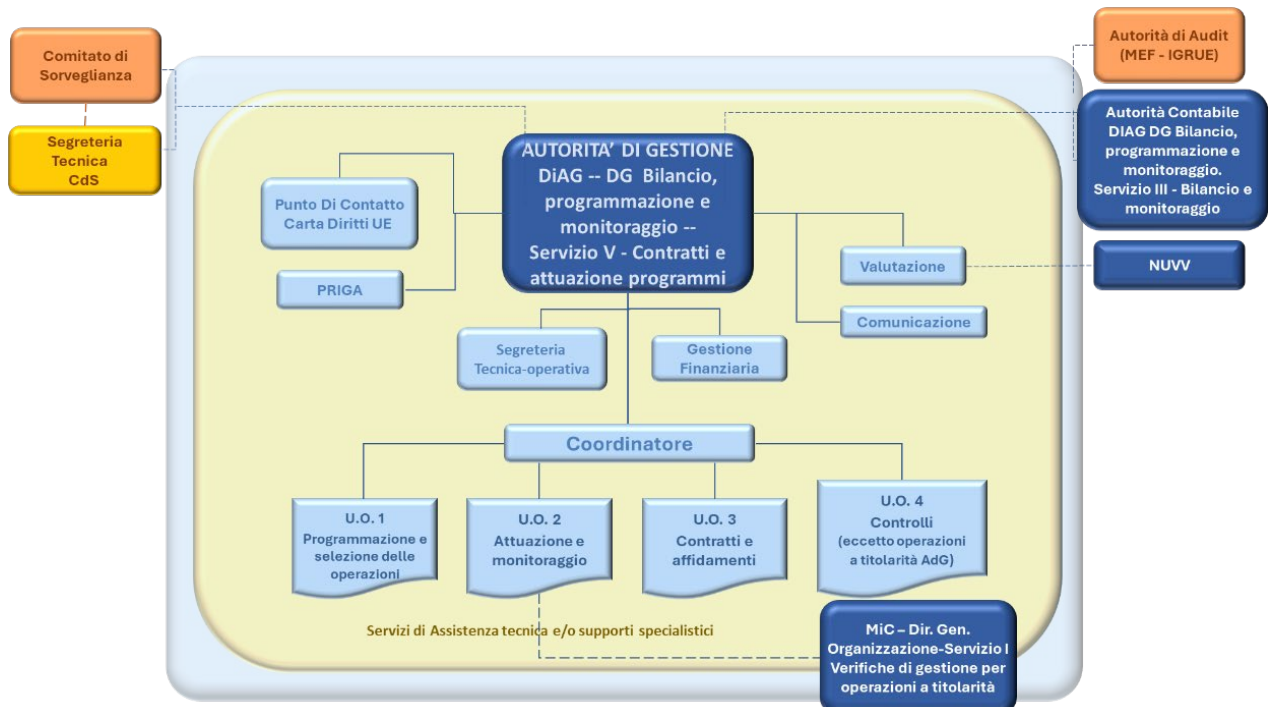 Comitato di
Sorveglianza
Segreteria
Tecnica
CdS
Autorità di Audit
(MEF - IGRUE)
Autorità Contabile
DIAG DG Bilancio,
programmazione e
monitoraggio.
Servizio III - Bilancio e
monitoraggio
NUVV
AUTORITA’ DI GESTIONE
DiAG -- DG Bilancio,
programmazione e
monitoraggio --
Servizio V - Contratti e
attuazione programmi
Punto Di Contatto
Carta Diritti UE
PRIGA
Valutazione
Comunicazione
Segreteria
Tecnica-operativa
Gestione
Finanziaria
Coordinatore
U.O. 1
Programmazione e
selezione delle
operazioni
U.O. 2
Attuazione e
monitoraggio
U.O. 3
Contratti e
affidamenti
U.O. 4
Controlli
(eccetto operazioni
a titolarità AdG)
Servizi di Assistenza tecnica e/o supporti specialistici
MiC – Dir. Gen.
Organizzazione-Servizio I
Verifiche di gestione per
operazioni a titolarità